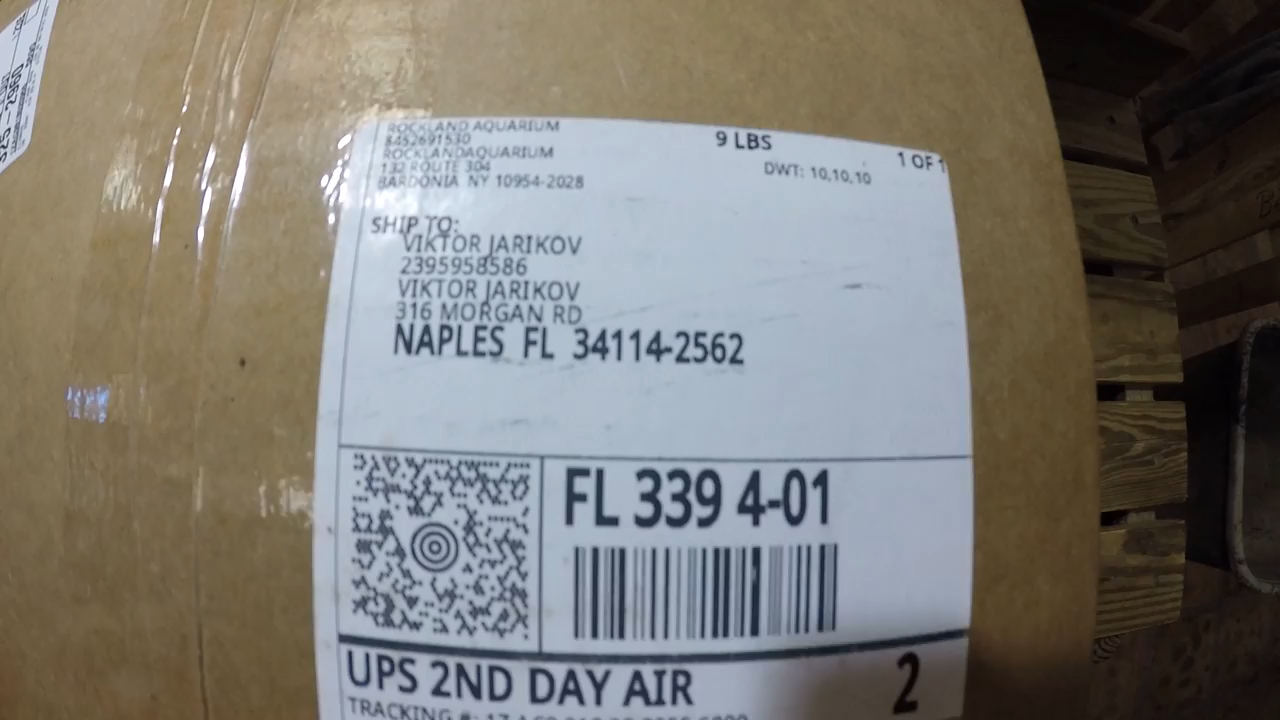 ROCKLAND AQUARIUM
8452691530
ROCKLANDAQUARIUM
132 ROUTE 304
BARDONIA NY 10954-2028
9 LBS
1 OF 1
DWT: 10,10,10
SHIP TO:
VIKTOR JARIKOV
2395958586
VIKTOR JARIKOV
316 MORGAN RD
NAPLES FL 34114-2562
FL 339 4-01
UPS 2ND DAY AIR
2
TRACKING #: